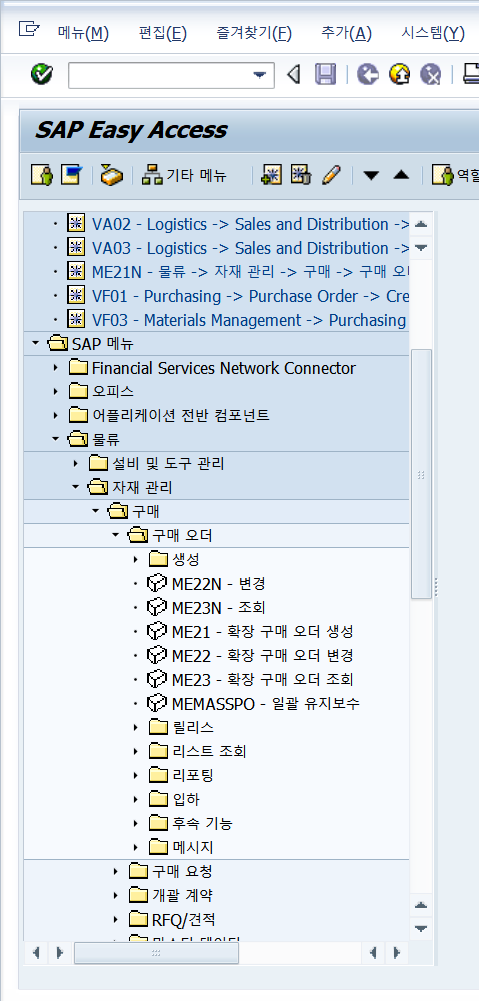 메뉴(M) 편집(E) 즐겨찾기(F) 추가(A) 시스템(Y)
SAP Easy Access
기타 메뉴 역할
VA02 - Logistics -> Sales and Distribution ->
VA03 - Logistics -> Sales and Distribution ->
ME21N - 물류 -> 자재 관리 -> 구매 -> 구매 오
VF01 - Purchasing -> Purchase Order -> Cre
VF03 - Materials Management -> Purchasing
SAP 메뉴
Financial Services Network Connector
오피스
어플리케이션 전반 컴포넌트
물류
설비 및 도구 관리
자재 관리
구매
구매 오더
생성
ME22N - 변경
ME23N - 조회
ME21 - 확장 구매 오더 생성
ME22 - 확장 구매 오더 변경
ME23 - 확장 구매 오더 조회
MEMASSPO - 일괄 유지보수
릴리스
리스트 조회
리포팅
입하
후속 기능
메시지
구매 요청
개괄 계약
RFQ/견적